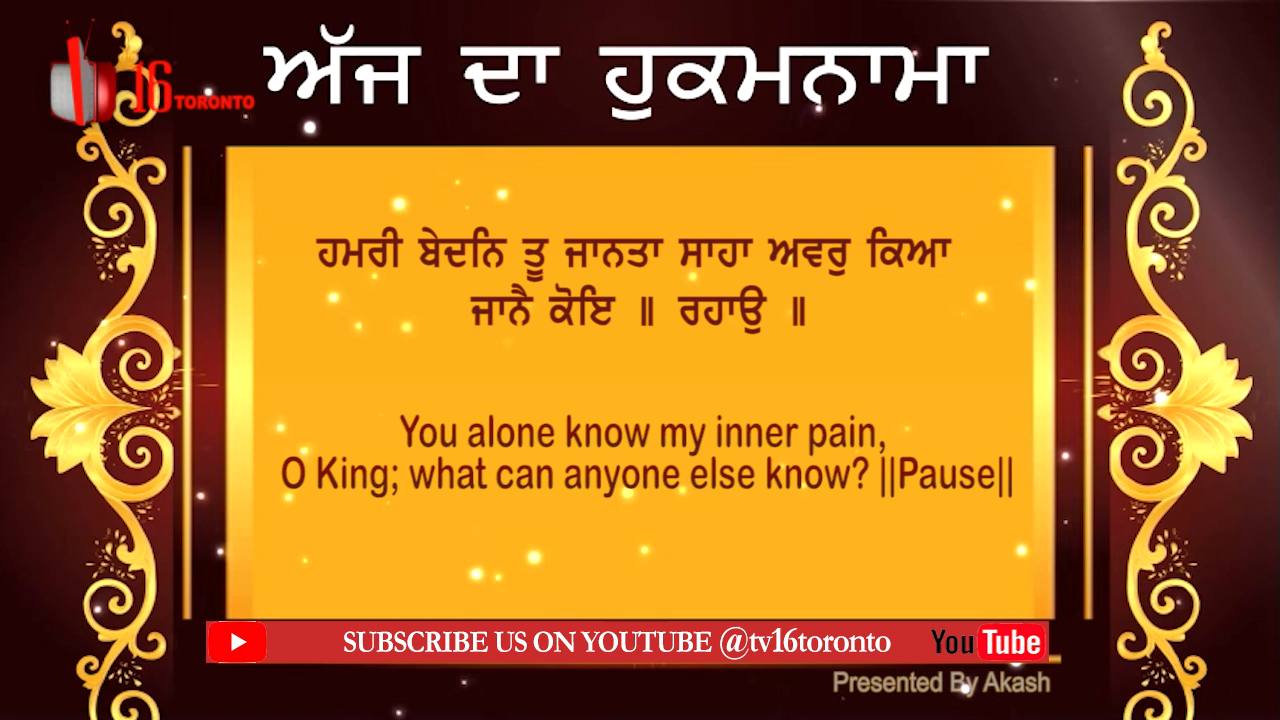 ਅੱਜ ਦਾ ਹੁਕਮਨਾਮਾ
16 TORONTO
ਹਮਰੀ ਬੇਦਨਿ ਤੂ ਜਾਨਤਾ ਸਾਹਾ ਅਵਰੁ ਕਿਆ
ਜਾਨੈ ਕੋਇ ॥ ਰਹਾਉ ॥
You alone know my inner pain,
O King; what can anyone else know? ||Pause||
SUBSCRIBE US ON YOUTUBE @tv16toronto YouTube
Presented By Akash